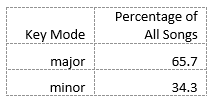 Key Mode Percentage of
All Songs
major 65.7
minor 34.3